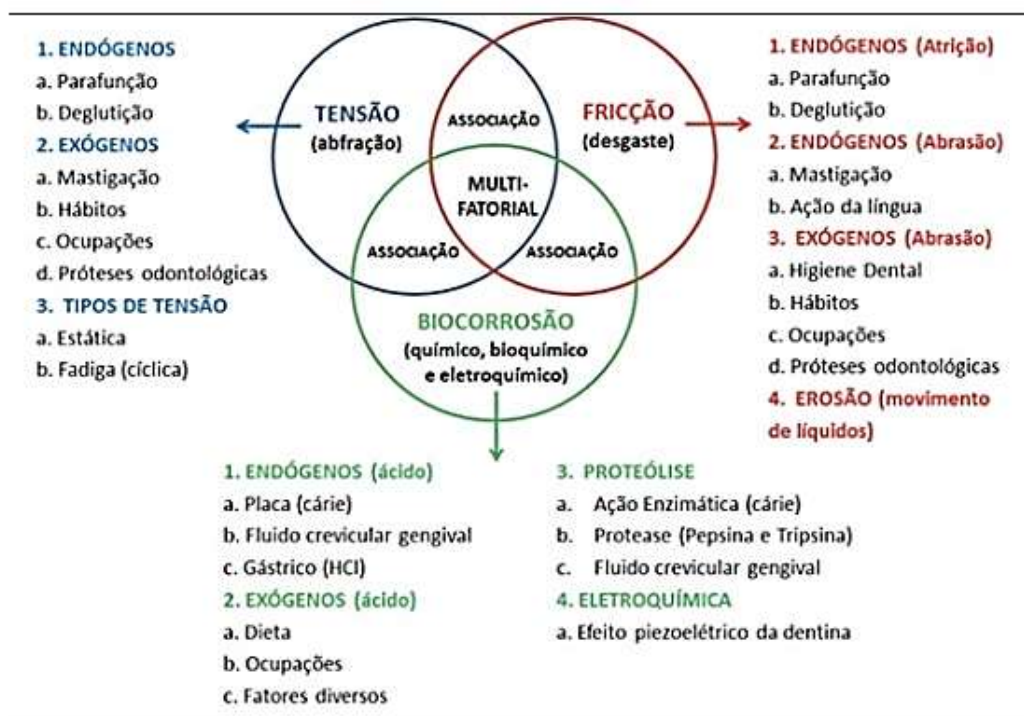 1. ENDÓGENOS
a. Parafunção
b. Deglutição
2. EXÓGENOS
a. Mastigação
b. Hábitos
c. Ocupações
d. Próteses odontológicas
3. TIPOS DE TENSÃO
a. Estática
b. Fadiga (cíclica)
TENSÃO
(abfração)
ASSOCIAÇÃO
FRICÇÃO
(desgaste)
MULTI-
FATORIAL
ASSOCIAÇÃO
ASSOCIAÇÃO
BIOCORROSÃO
(químico, bioquímico
e eletroquímico)
1. ENDÓGENOS (Atrição)
a. Parafunção
b. Deglutição
2. ENDÓGENOS (Abrasão)
a. Mastigação
b. Ação da língua
3. EXÓGENOS (Abrasão)
a. Higiene Dental
b. Hábitos
c. Ocupações
d. Próteses odontológicas
4. EROSÃO (movimento
de líquidos)
1. ENDÓGENOS (ácido)
a. Placa (cárie)
b. Fluido crevicular gengival
c. Gástrico (HCl)
2. EXÓGENOS (ácido)
a. Dieta
b. Ocupações
c. Fatores diversos
3. PROTEÓLISE
a. Ação Enzimática (cárie)
b. Protease (Pepsina e Tripsina)
c. Fluido crevicular gengival
4. ELETROQUÍMICA
a. Efeito piezoelétrico da dentina